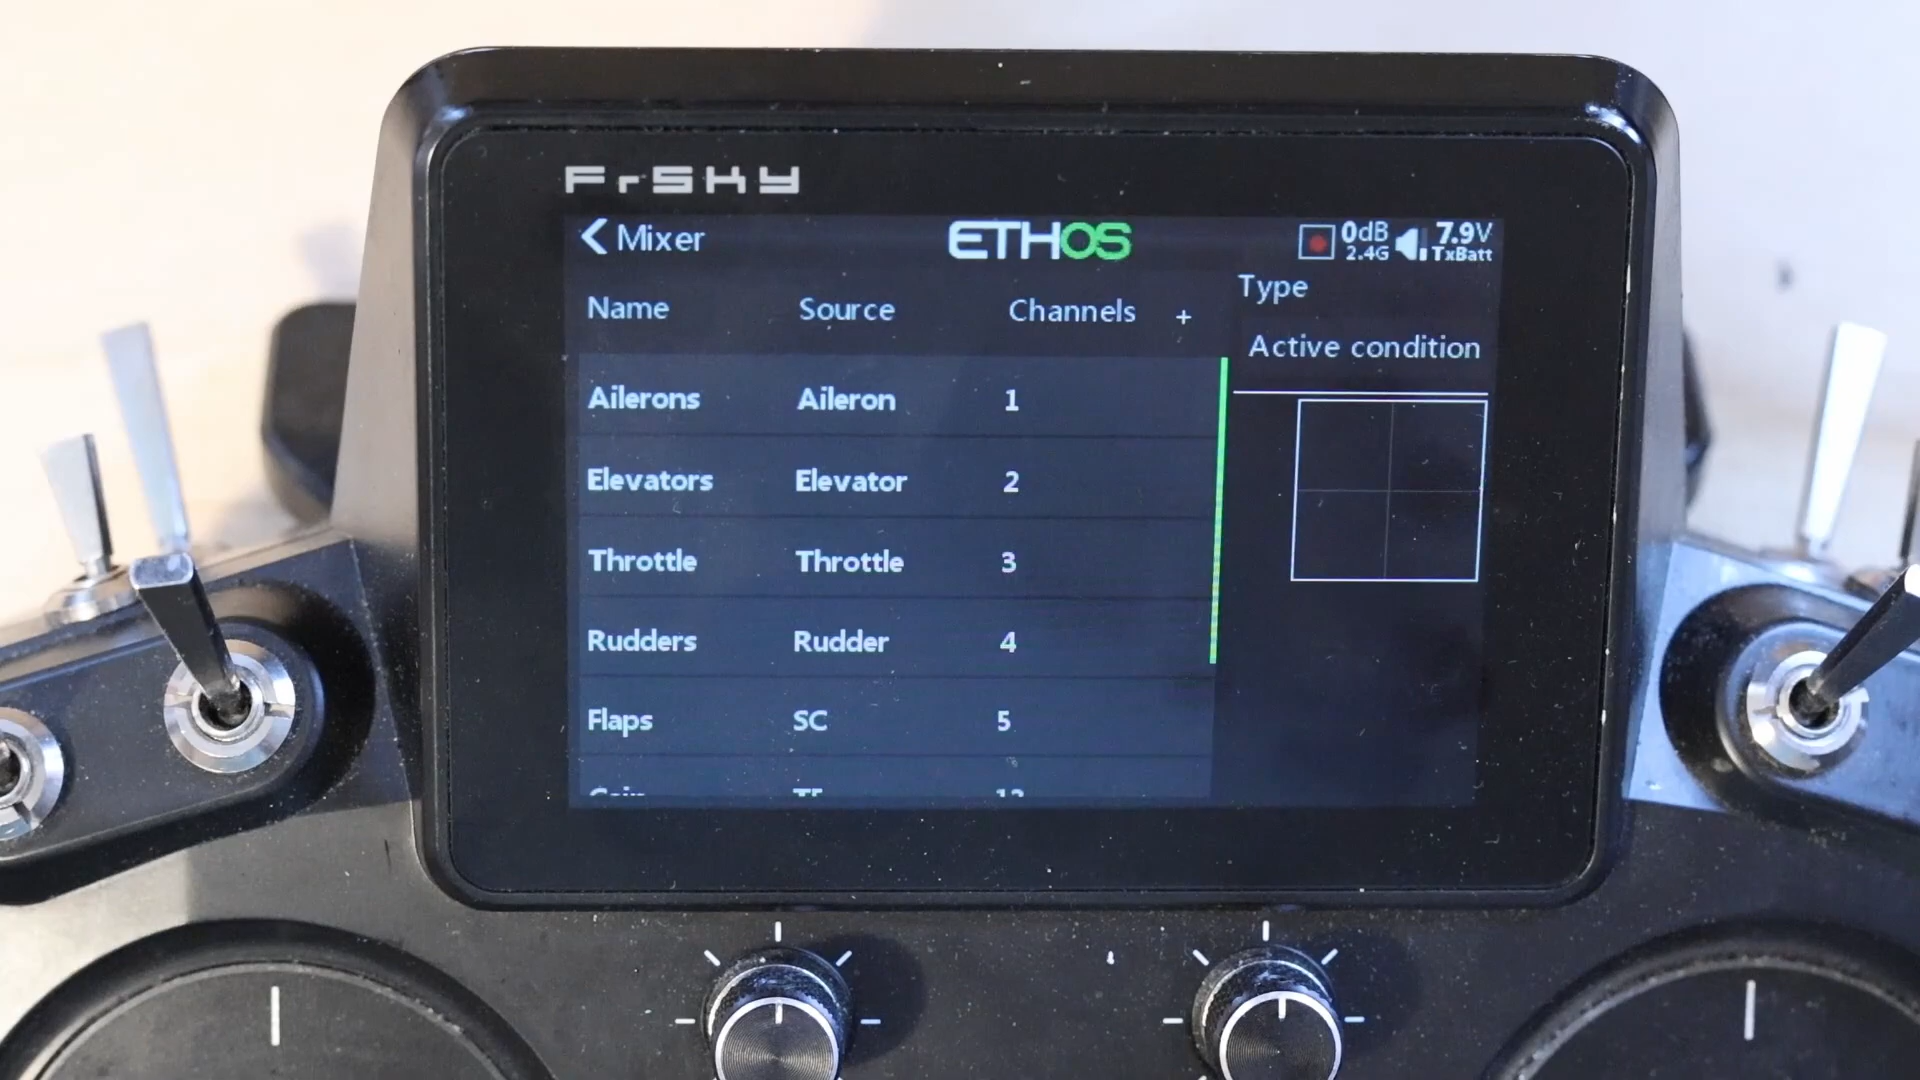 FrSKY
Mixer
ETHOS
0dB
2.4G
7.9V
TxBatt
Name Source Channels +
Type
Active condition
Ailerons Aileron 1
Elevators Elevator 2
Throttle Throttle 3
Rudders Rudder 4
Flaps SC 5